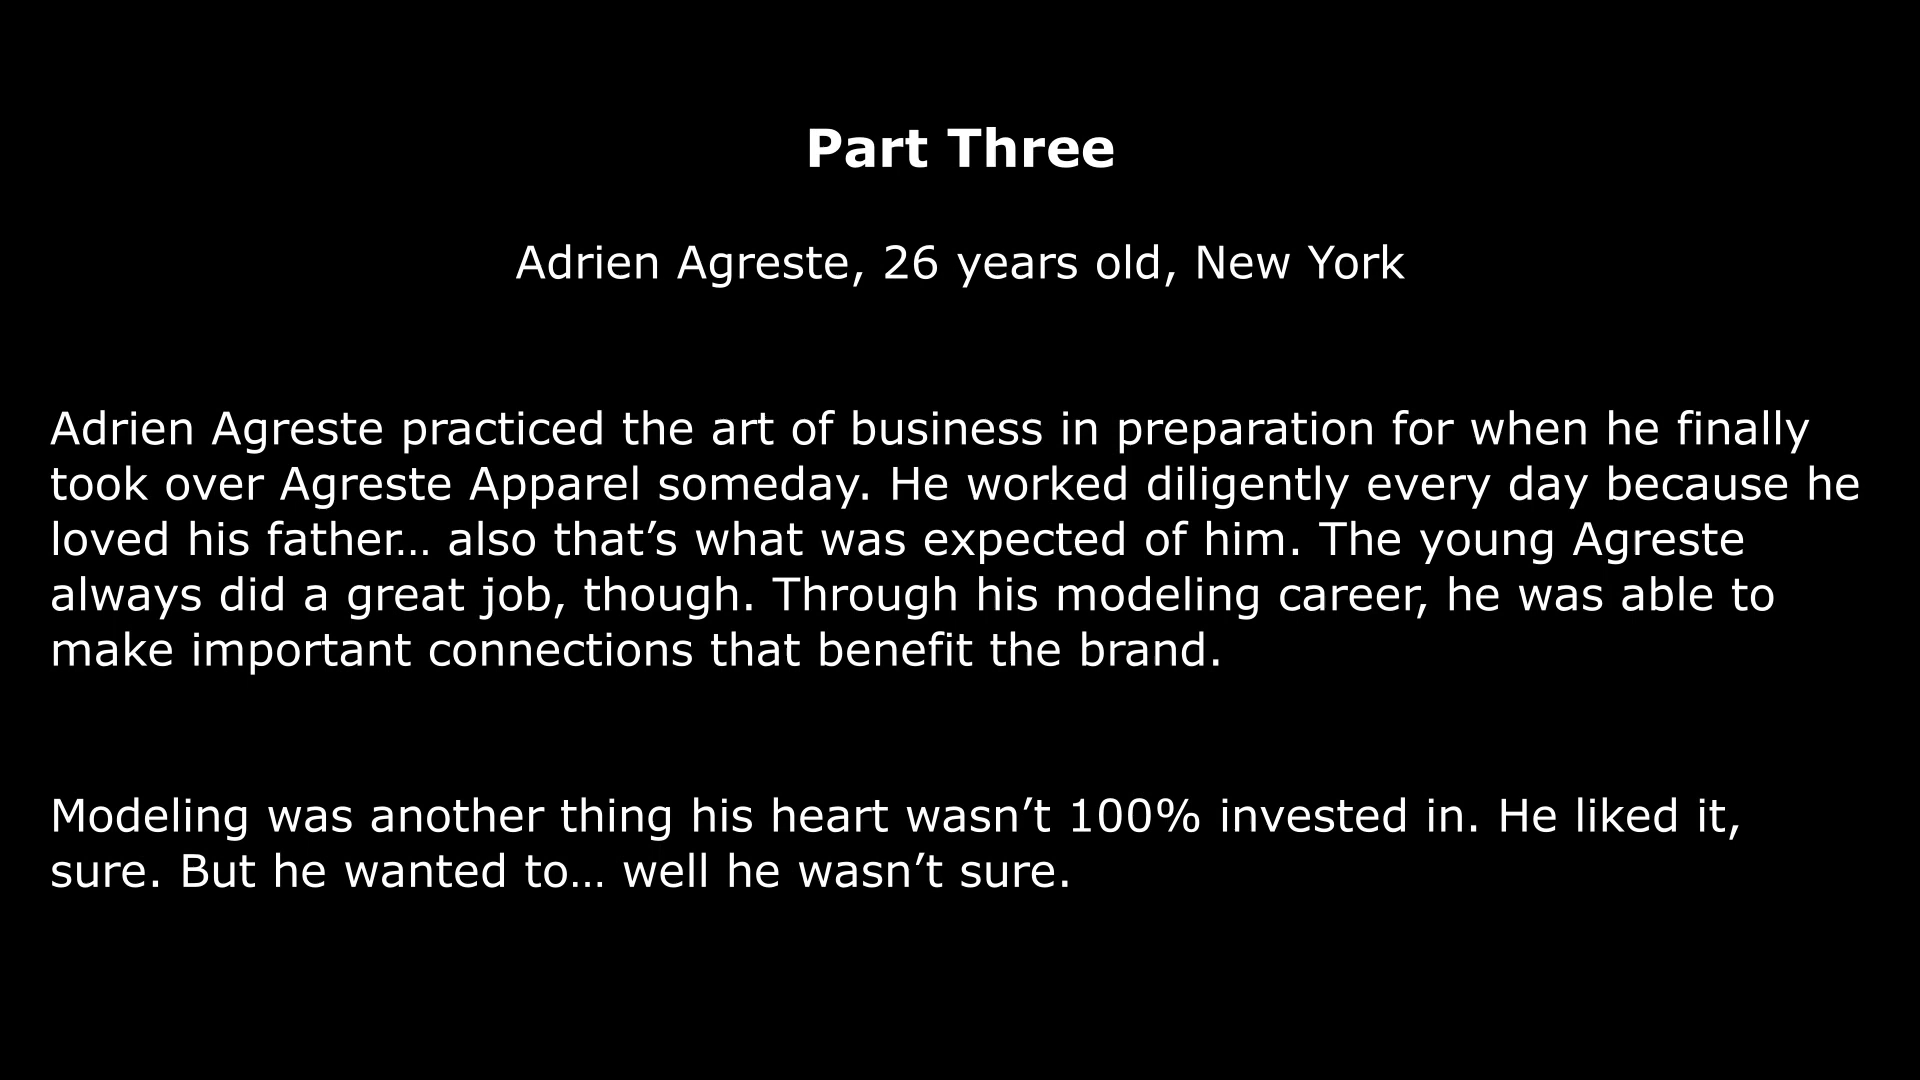 Part Three
Adrien Agreste, 26 years old, New York
Adrien Agreste practiced the art of business in preparation for when he finally
took over Agreste Apparel someday. He worked diligently every day because he
loved his father… also that’s what was expected of him. The young Agreste
always did a great job, though. Through his modeling career, he was able to
make important connections that benefit the brand.
Modeling was another thing his heart wasn’t 100% invested in. He liked it,
sure. But he wanted to… well he wasn’t sure.